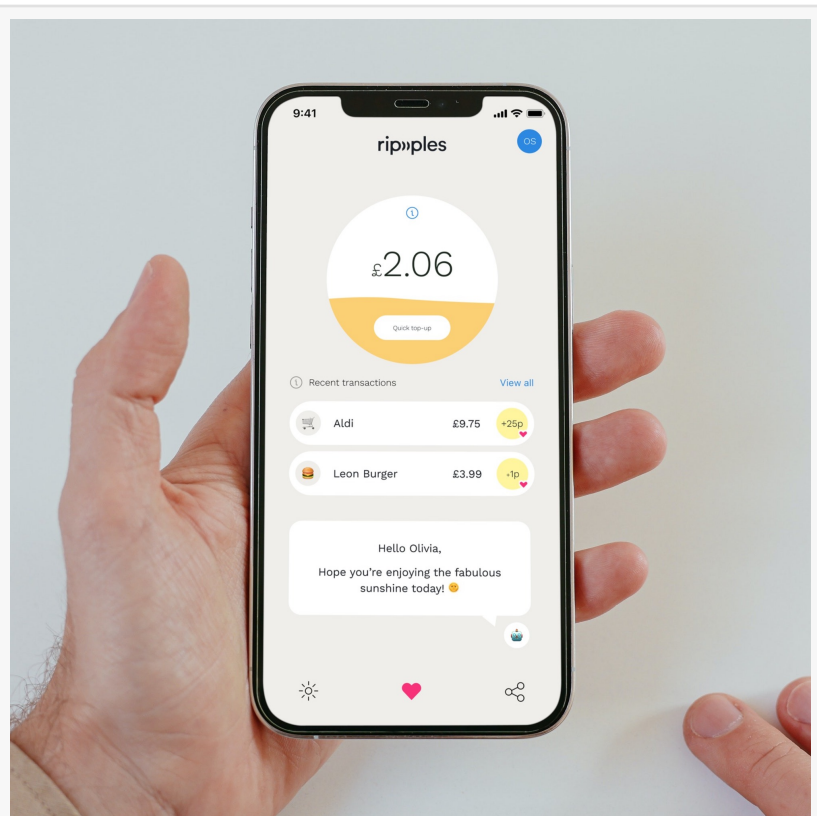 9:41
rip»ples
OS
£2.06
Quick top-up
Recent transactions
View all
Aldi £9.75 +25p
Leon Burger £3.99 +1p
Hello Olivia,
Hope you're enjoying the fabulous
sunshine today! 😊